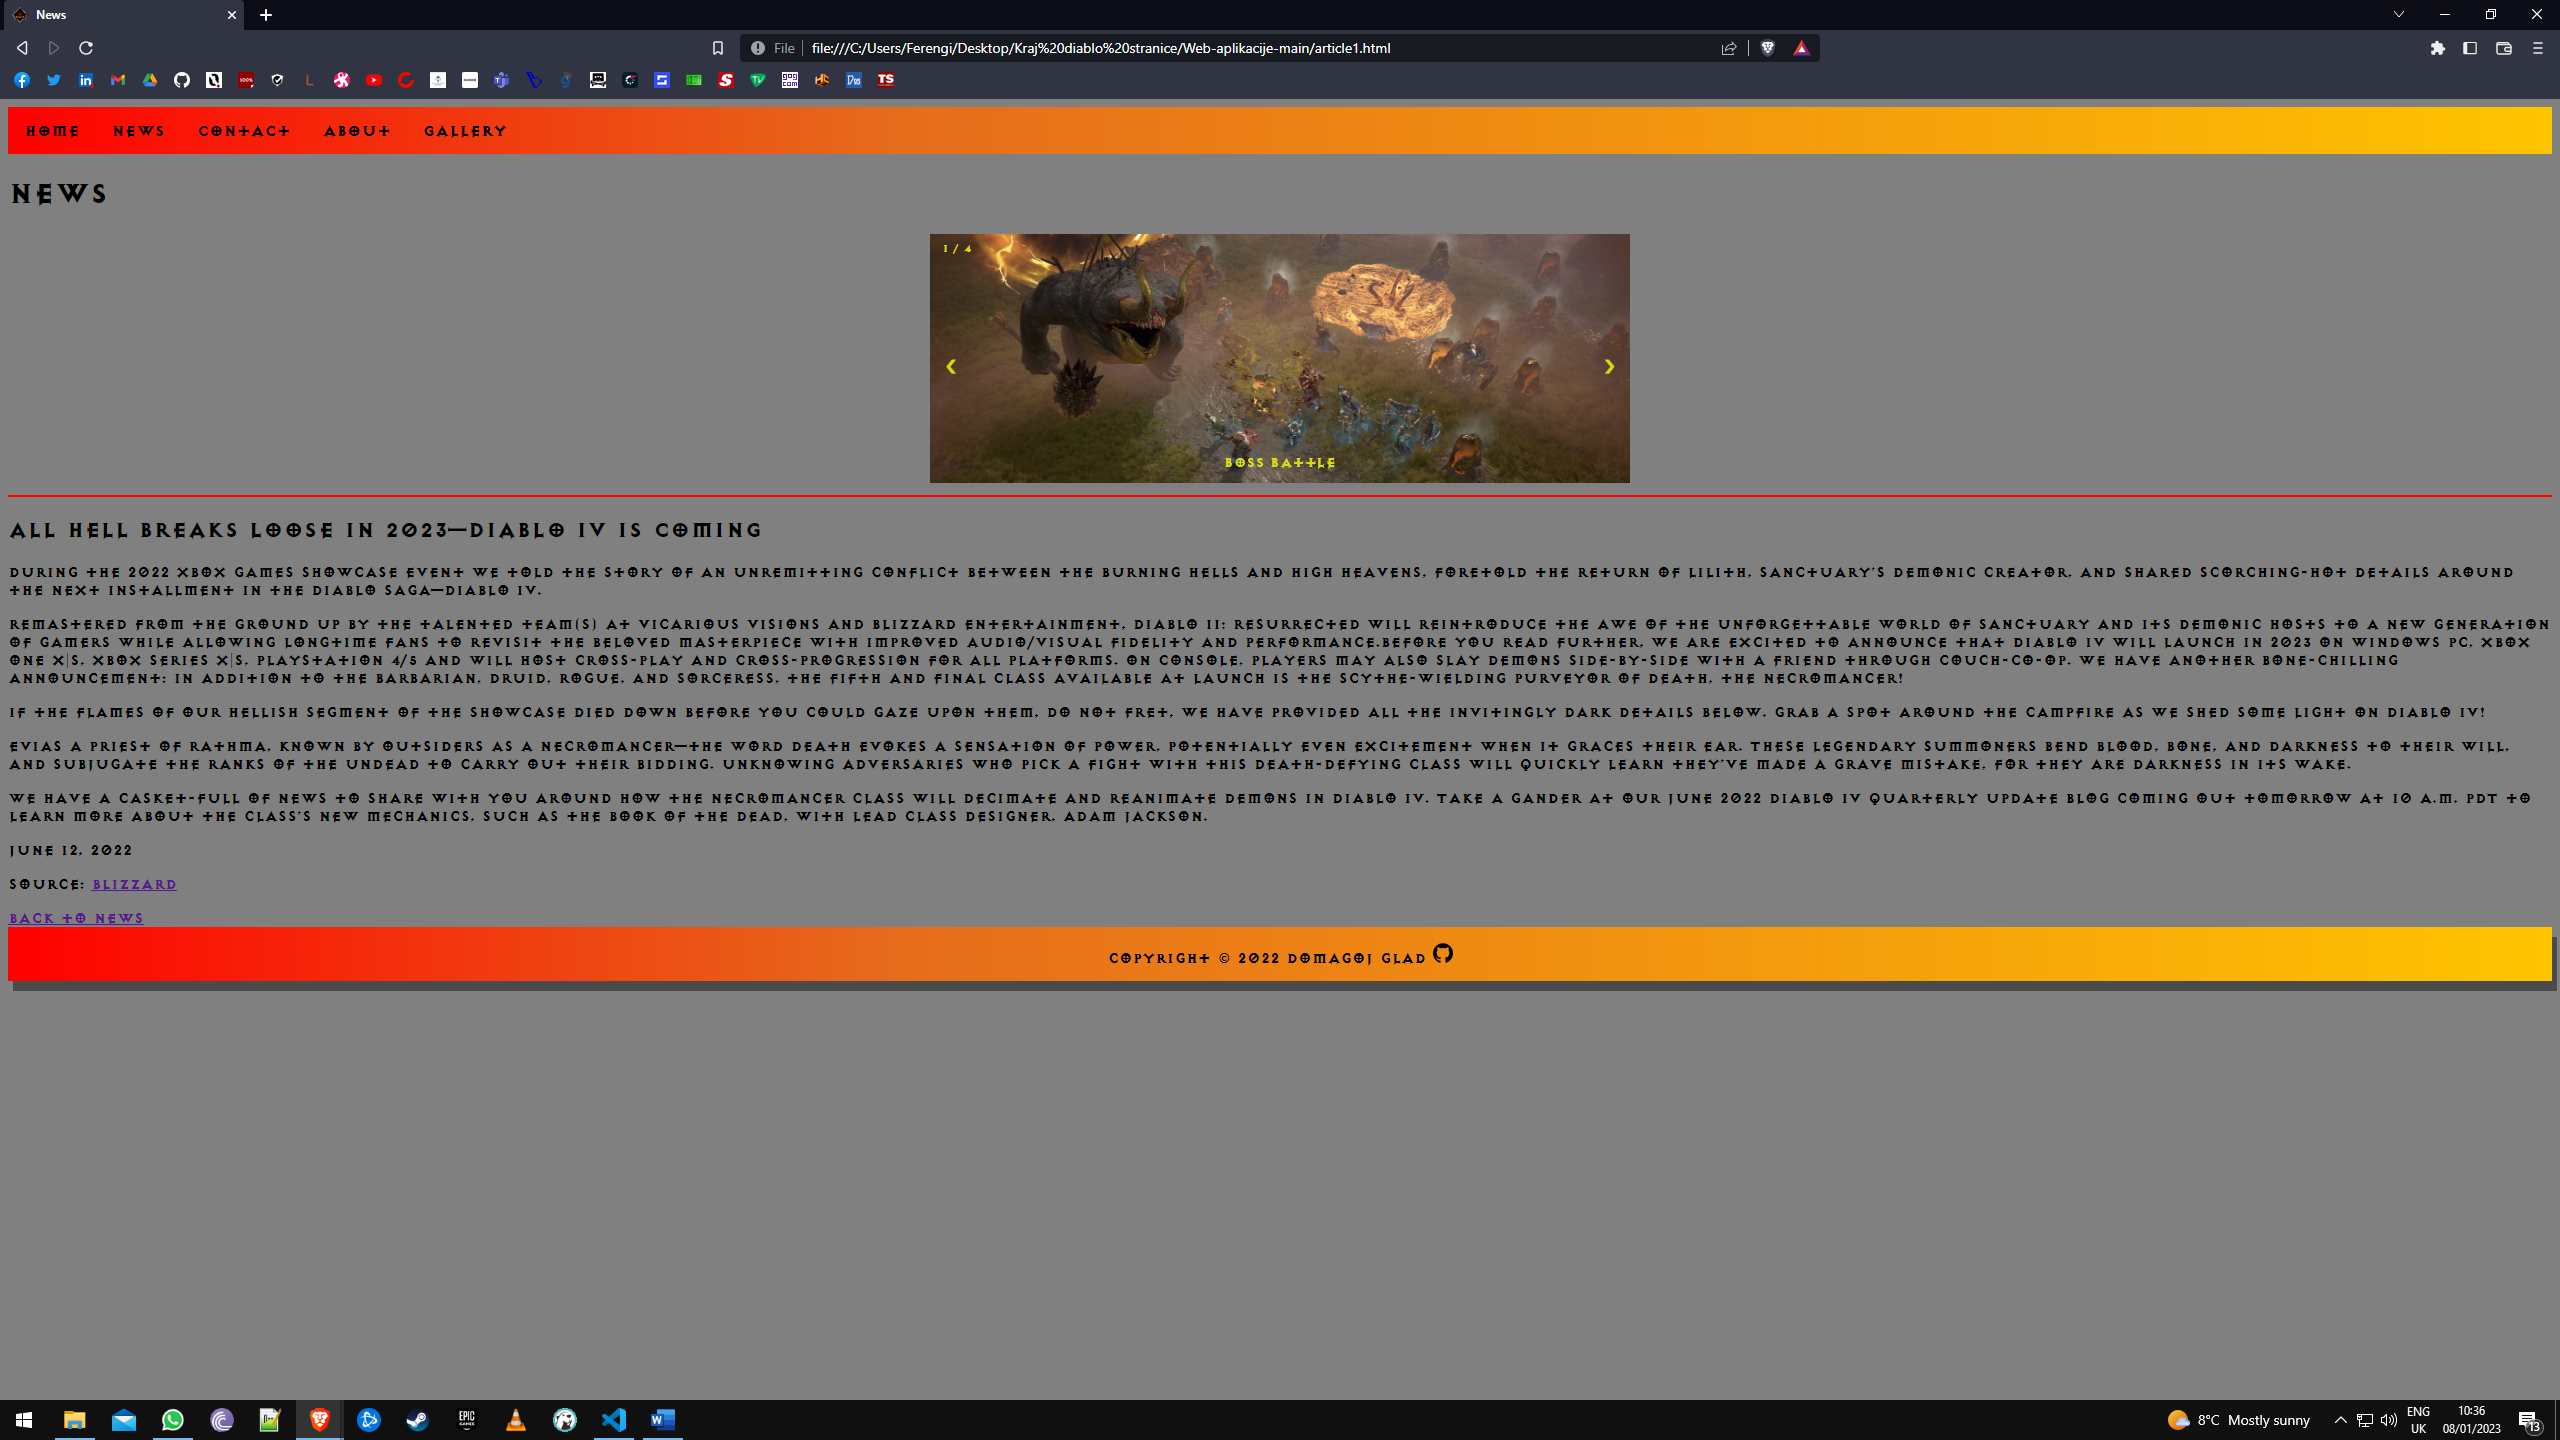 News
File file:///C:/Users/Ferengi/Desktop/Kraj%20diablo%20stranice/Web-aplikacije-main/article1.html
HOME NEWS CONTACT ABOUT GALLERY
NEWS
1 / 4
BOSS BATTLE
ALL HELL BREAKS LOOSE IN 2023—DIABLO IV IS COMING
DURING THE 2022 XBOX GAMES SHOWCASE EVENT WE TOLD THE STORY OF AN UNREMITTING CONFLICT BETWEEN THE BURNING HELLS AND HIGH HEAVENS, FORETOLD THE RETURN OF LILITH, SANCTUARY'S DEMONIC CREATOR, AND SHARED SCORCHING-HOT DETAILS AROUND
THE NEXT INSTALLMENT IN THE DIABLO SAGA—DIABLO IV.
REMASTERED FROM THE GROUND UP BY THE TALENTED TEAM(S) AT VICARIOUS VISIONS AND BLIZZARD ENTERTAINMENT, DIABLO II: RESURRECTED WILL REINTRODUCE THE AWE OF THE UNFORGETTABLE WORLD OF SANCTUARY AND ITS DEMONIC HOSTS TO A NEW GENERATION
OF GAMERS WHILE ALLOWING LONGTIME FANS TO REVISIT THE BELOVED MASTERPIECE WITH IMPROVED AUDIO/VISUAL FIDELITY AND PERFORMANCE.BEFORE YOU READ FURTHER, WE ARE EXCITED TO ANNOUNCE THAT DIABLO IV WILL LAUNCH IN 2023 ON WINDOWS PC, XBOX
ONE X|S, XBOX SERIES X|S, PLAYSTATION 4/5 AND WILL HOST CROSS-PLAY AND CROSS-PROGRESSION FOR ALL PLATFORMS. ON CONSOLE, PLAYERS MAY ALSO SLAY DEMONS SIDE-BY-SIDE WITH A FRIEND THROUGH COUCH-CO-OP. WE HAVE ANOTHER BONE-CHILLING
ANNOUNCEMENT: IN ADDITION TO THE BARBARIAN, DRUID, ROGUE, AND SORCERESS, THE FIFTH AND FINAL CLASS AVAILABLE AT LAUNCH IS THE SCYTHE-WIELDING PURVEYOR OF DEATH, THE NECROMANCER!
IF THE FLAMES OF OUR HELLISH SEGMENT OF THE SHOWCASE DIED DOWN BEFORE YOU COULD GAZE UPON THEM, DO NOT FRET, WE HAVE PROVIDED ALL THE INVITINGLY DARK DETAILS BELOW. GRAB A SPOT AROUND THE CAMPFIRE AS WE SHED SOME LIGHT ON DIABLO IV!
EVIAS A PRIEST OF RATHMA, KNOWN BY OUTSIDERS AS A NECROMANCER—THE WORD DEATH EVOKES A SENSATION OF POWER, POTENTIALLY EVEN EXCITEMENT WHEN IT GRACES THEIR EAR. THESE LEGENDARY SUMMONERS BEND BLOOD, BONE, AND DARKNESS TO THEIR WILL,
AND SUBJUGATE THE RANKS OF THE UNDEAD TO CARRY OUT THEIR BIDDING. UNKNOWING ADVERSARIES WHO PICK A FIGHT WITH THIS DEATH-DEFYING CLASS WILL QUICKLY LEARN THEY'VE MADE A GRAVE MISTAKE, FOR THEY ARE DARKNESS IN ITS WAKE.
WE HAVE A CASKET-FULL OF NEWS TO SHARE WITH YOU AROUND HOW THE NECROMANCER CLASS WILL DECIMATE AND REANIMATE DEMONS IN DIABLO IV. TAKE A GANDER AT OUR JUNE 2022 DIABLO IV QUARTERLY UPDATE BLOG COMING OUT TOMORROW AT 10 A.M. PDT TO
LEARN MORE ABOUT THE CLASS'S NEW MECHANICS, SUCH AS THE BOOK OF THE DEAD, WITH LEAD CLASS DESIGNER, ADAM JACKSON.
JUNE 12, 2022
SOURCE: BLIZZARD
BACK TO NEWS
COPYRIGHT © 2022 DOMAGOJ GLAD
8°C Mostly sunny
ENG
UK
10:36
08/01/2023
13